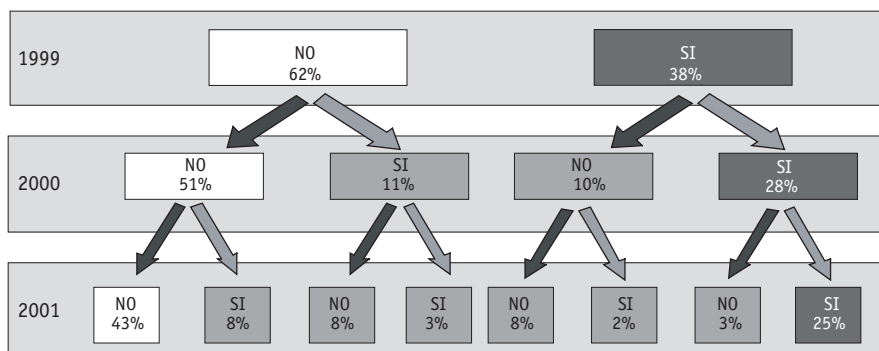 1999
NO
62%
SI
38%
2000
NO
51%
SI
11%
NO
10%
SI
28%
2001
NO
43%
SI
8%
NO
8%
SI
3%
NO
8%
SI
2%
NO
3%
SI
25%